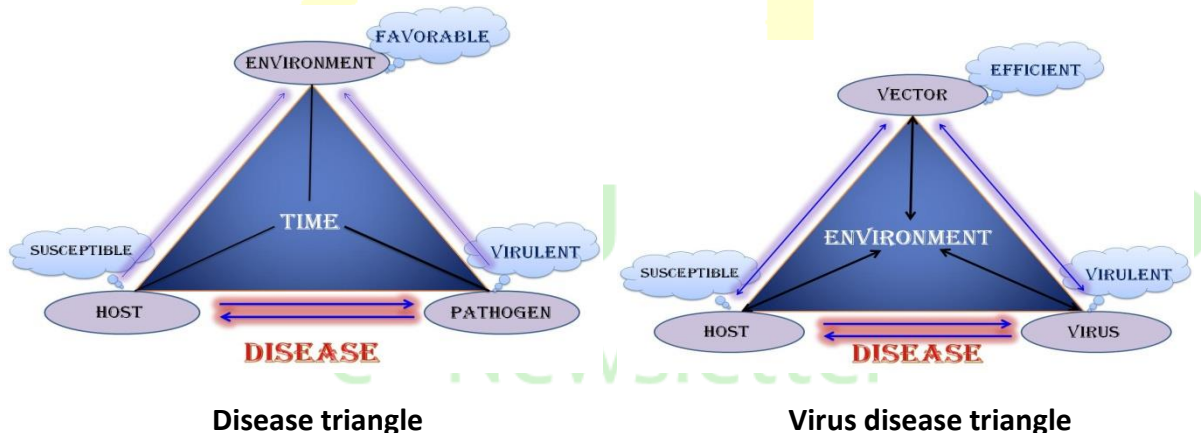 FAVORABLE
ENVIRONMENT
TIME
SUSCEPTIBLE
VIRULENT
HOST
PATHOGEN
DISEASE
Disease triangle
EFFICIENT
VECTOR
ENVIRONMENT
SUSCEPTIBLE
VIRULENT
HOST
VIRUS
DISEASE
Virus disease triangle
e- Newsletter